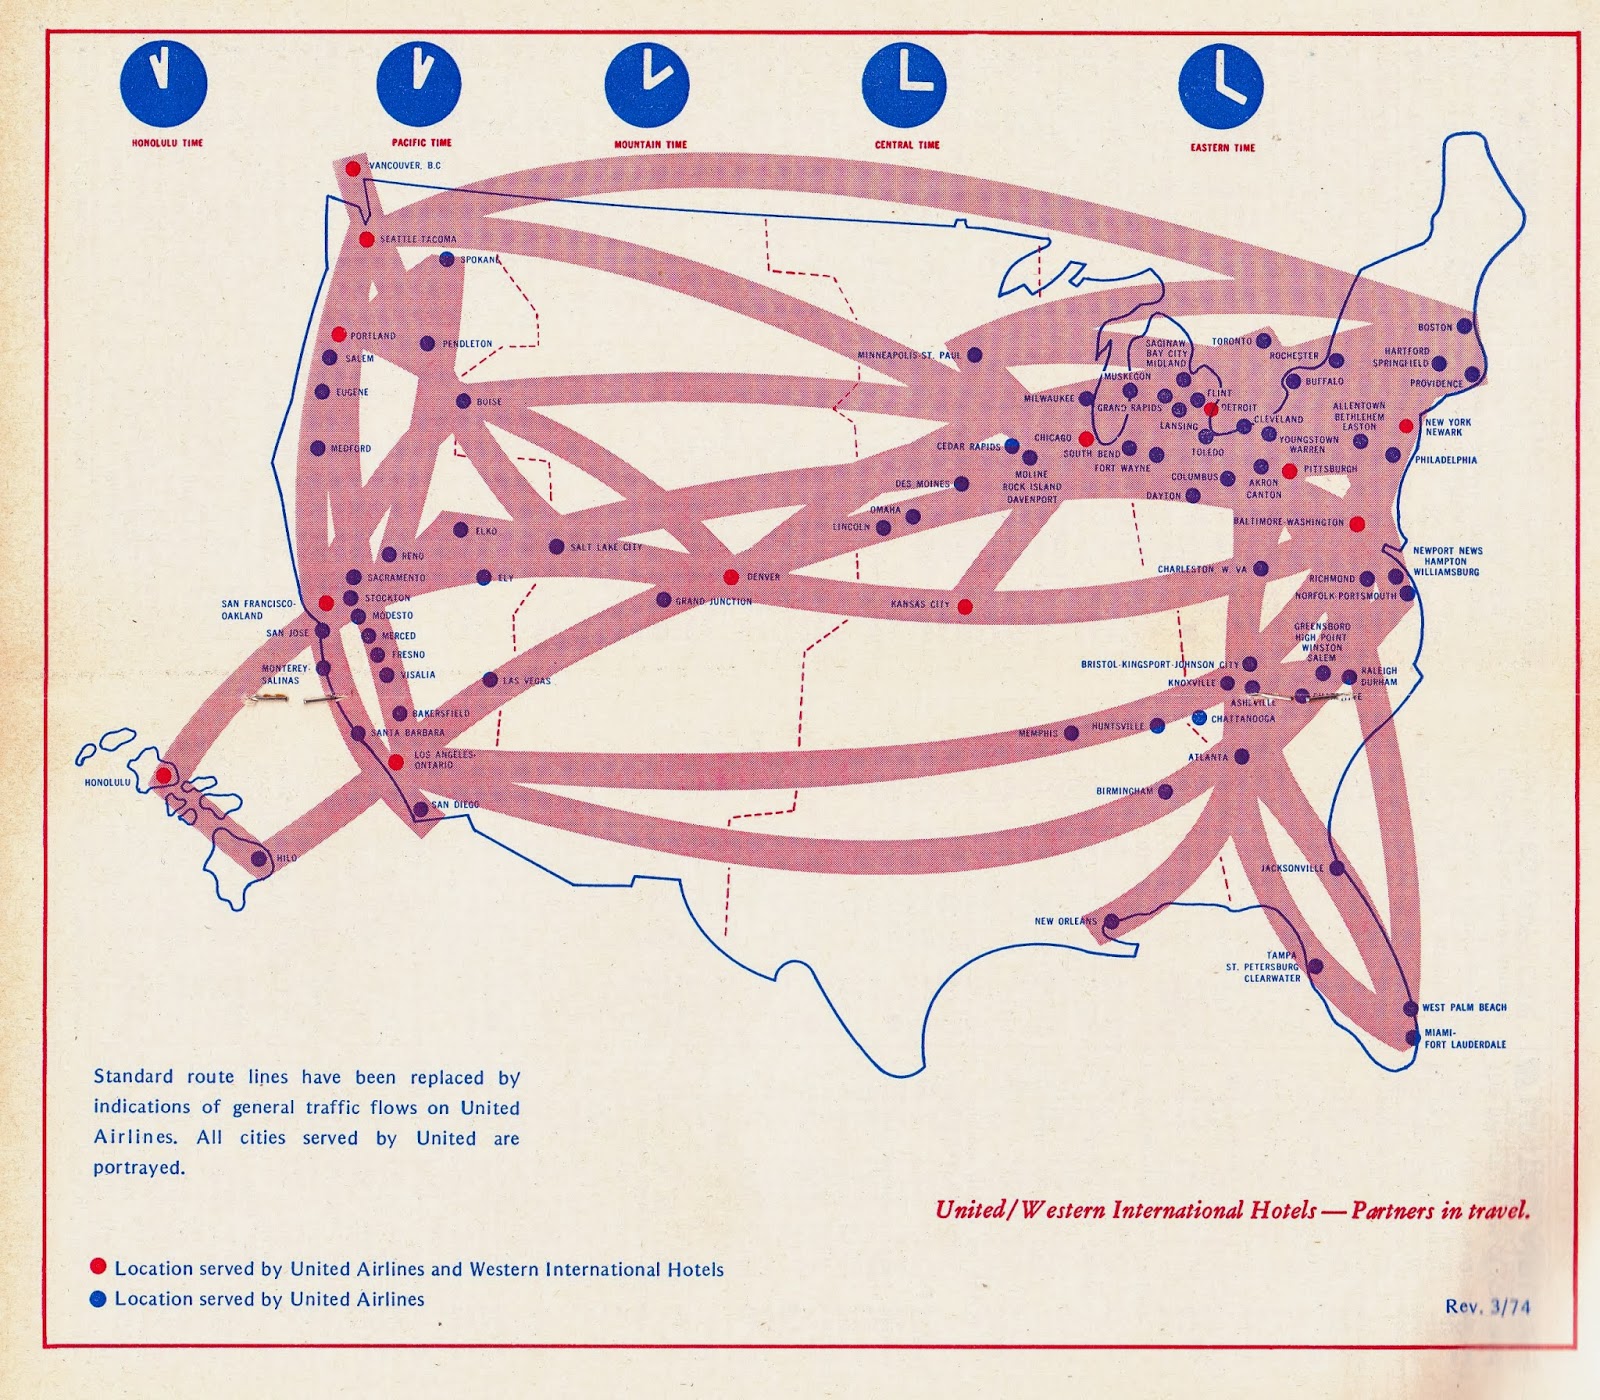 HONOLULU TIME
PACIFIC TIME
MOUNTAIN TIME
CENTRAL TIME
EASTERN TIME
VANCOUVER, B.C
SEATTLE-TACOMA
SPOKANE
PORTLAND
PENDLETON
SALEM
EUGENE
BOISE
MEDFORD
ELKO
RENO
SALT LAKE CITY
SACRAMENTO
ELY
STOCKTON
SAN FRANCISCO-
OAKLAND
MODESTO
SAN JOSE
MERCED
FRESNO
MONTEREY-
SALINAS
VISALIA
LAS VEGAS
BAKERSFIELD
SANTA BARBARA
LOS ANGELES-
ONTARIO
SAN DIEGO
HONOLULU
HILO
DENVER
GRAND JUNCTION
MINNEAPOLIS-ST. PAUL
MILWAUKEE
CEDAR RAPIDS
CHICAGO
MOLINE
ROCK ISLAND
DAVENPORT
DES MOINES
OMAHA
LINCOLN
KANSAS CITY
SAGINAW
BAY CITY
MIDLAND
MUSKEGON
GRAND RAPIDS
FLINT
DETROIT
LANSING
SOUTH BEND
FORT WAYNE
TOLEDO
CLEVELAND
TORONTO
ROCHESTER
BUFFALO
BOSTON
HARTFORD
SPRINGFIELD
PROVIDENCE
ALLENTOWN
BETHLEHEM
EASTON
NEW YORK
NEWARK
YOUNGSTOWN
WARREN
PHILADELPHIA
PITTSBURGH
AKRON
CANTON
COLUMBUS
DAYTON
BALTIMORE-WASHINGTON
NEWPORT NEWS
HAMPTON
WILLIAMSBURG
CHARLESTON, W. VA
RICHMOND
NORFOLK-PORTSMOUTH
GREENSBORO
HIGH POINT
WINSTON
SALEM
BRISTOL-KINGSPORT-JOHNSON CITY
RALEIGH
DURHAM
KNOXVILLE
ASHEVILLE
CHATTANOOGA
HUNTSVILLE
MEMPHIS
ATLANTA
BIRMINGHAM
JACKSONVILLE
NEW ORLEANS
TAMPA
ST. PETERSBURG
CLEARWATER
WEST PALM BEACH
MIAMI-
FORT LAUDERDALE
Standard route lines have been replaced by
indications of general traffic flows on United
Airlines. All cities served by United are
portrayed.
United/Western International Hotels—Partners in travel.
Location served by United Airlines and Western International Hotels
Location served by United Airlines
Rev. 3/74